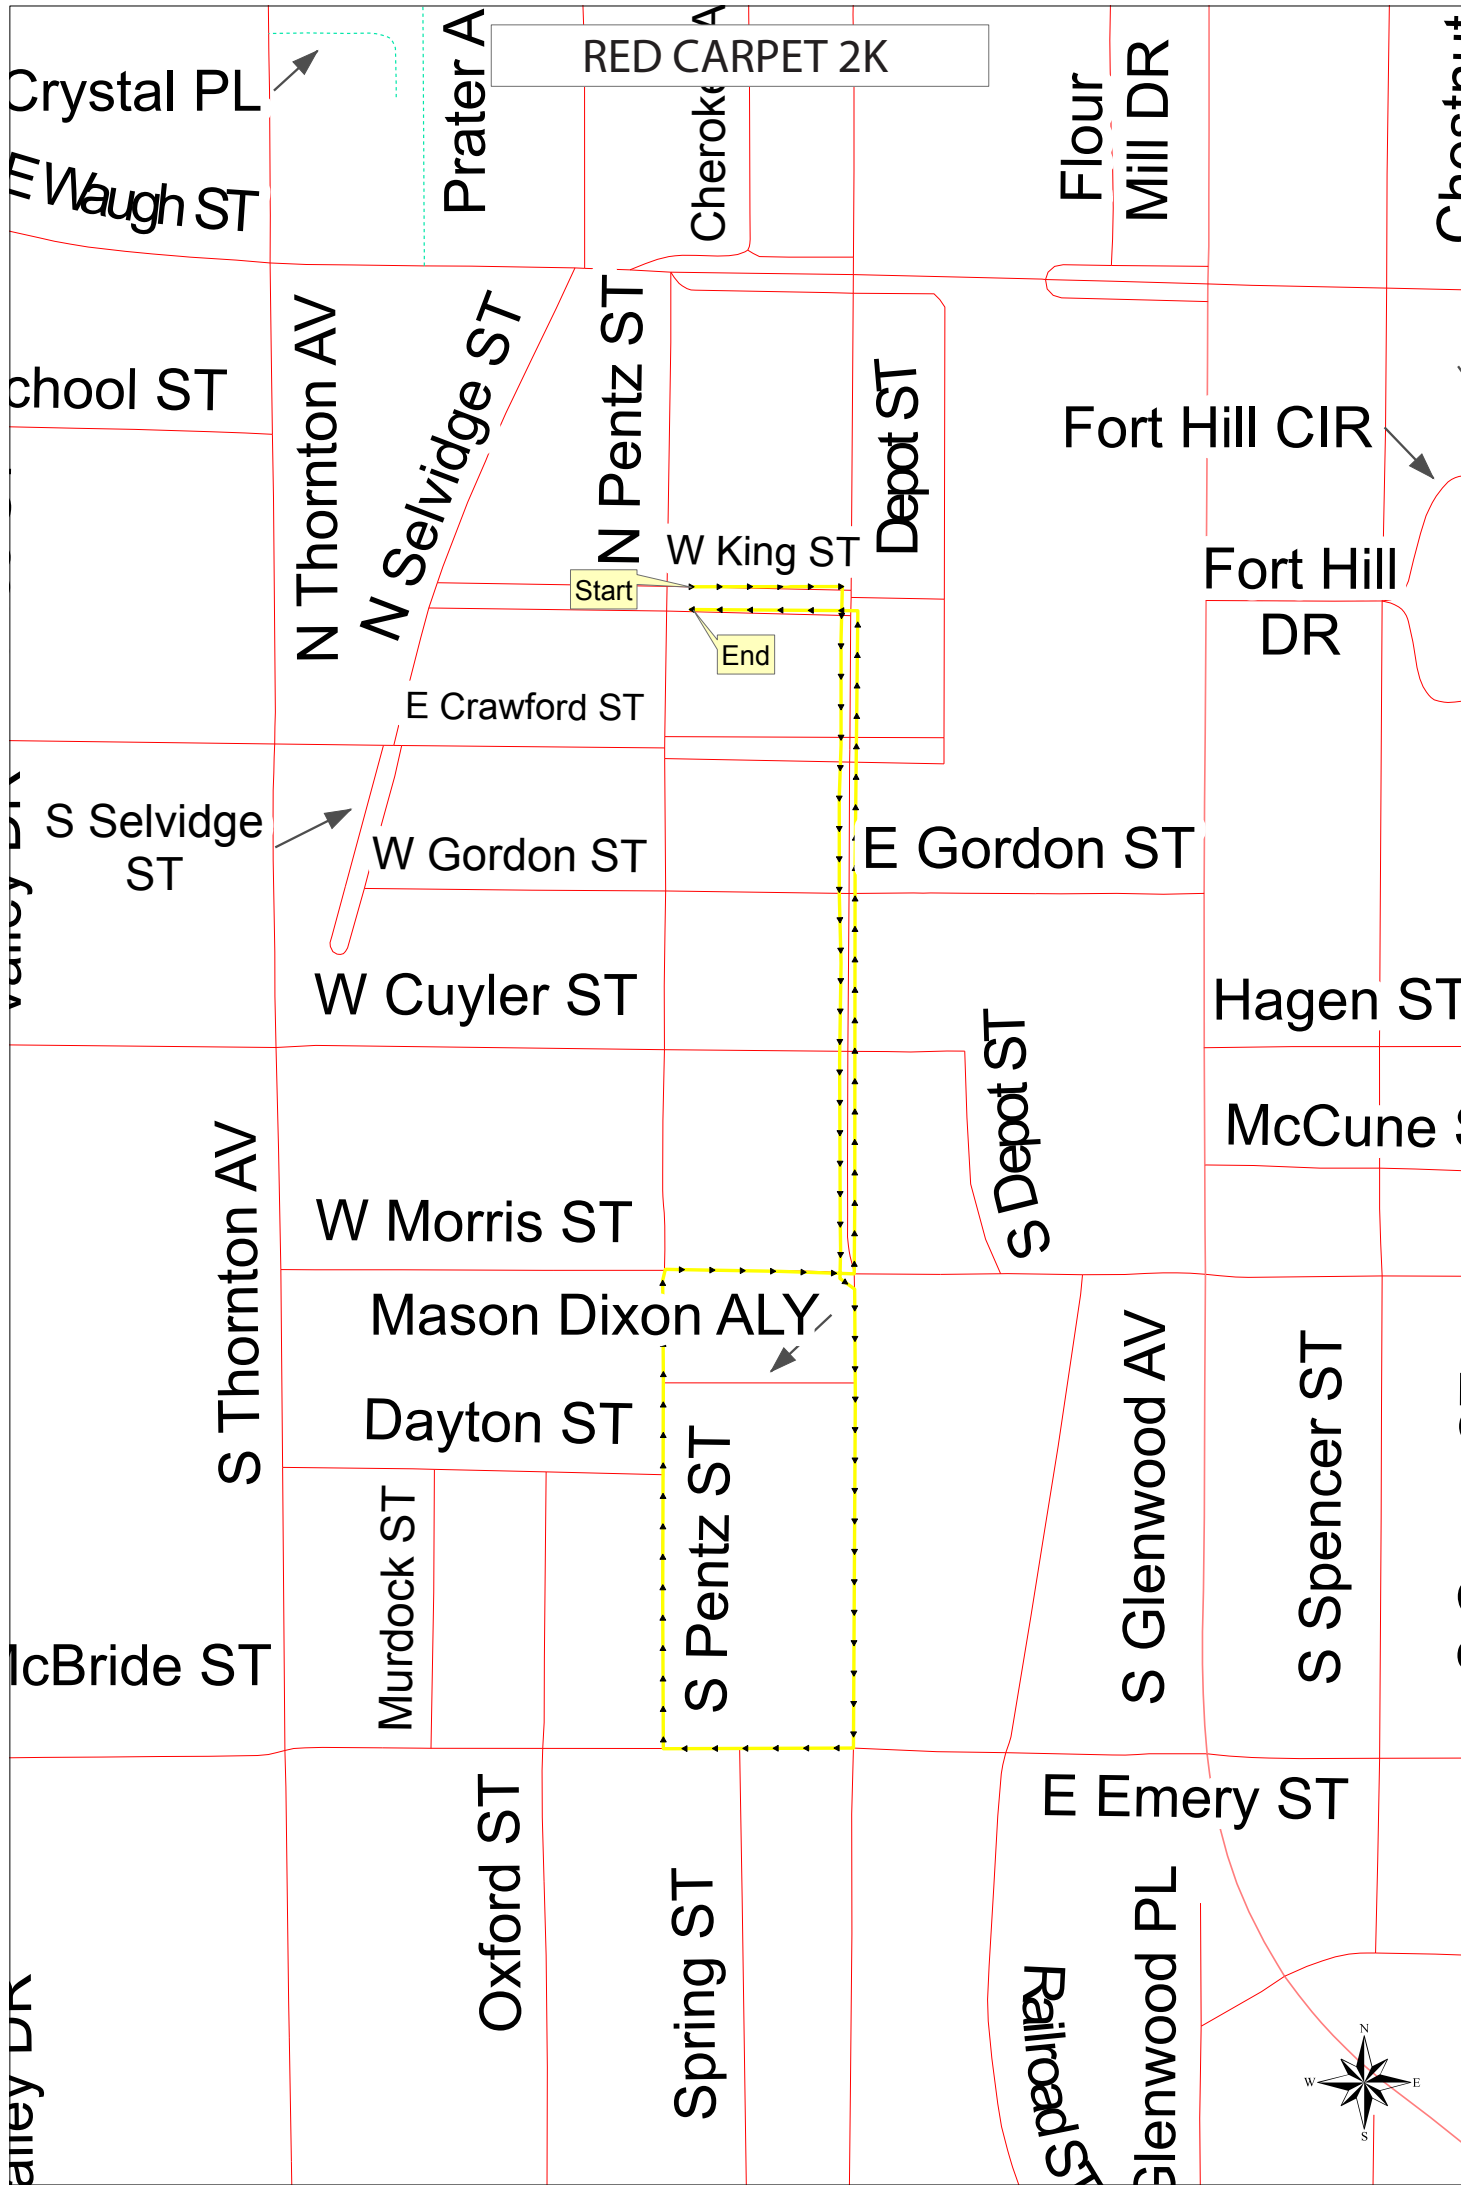 RED CARPET 2K
Crystal PL
Prater A
Flour
Mill DR
E Waugh ST
N Thornton AV
N Selvidge ST
N Pentz ST
Depot ST
Fort Hill CIR
W King ST
Start
End
Fort Hill
DR
E Crawford ST
S Selvidge
ST
W Gordon ST
E Gordon ST
W Cuyler ST
Hagen ST
S Depot ST
McCune
S Thornton AV
W Morris ST
Mason Dixon ALY
Dayton ST
S Pentz ST
S Glenwood AV
S Spencer ST
Murdock ST
cBride ST
E Emery ST
Oxford ST
Spring ST
Railroad ST
Glenwood PL
alley DR
N
W
E
S